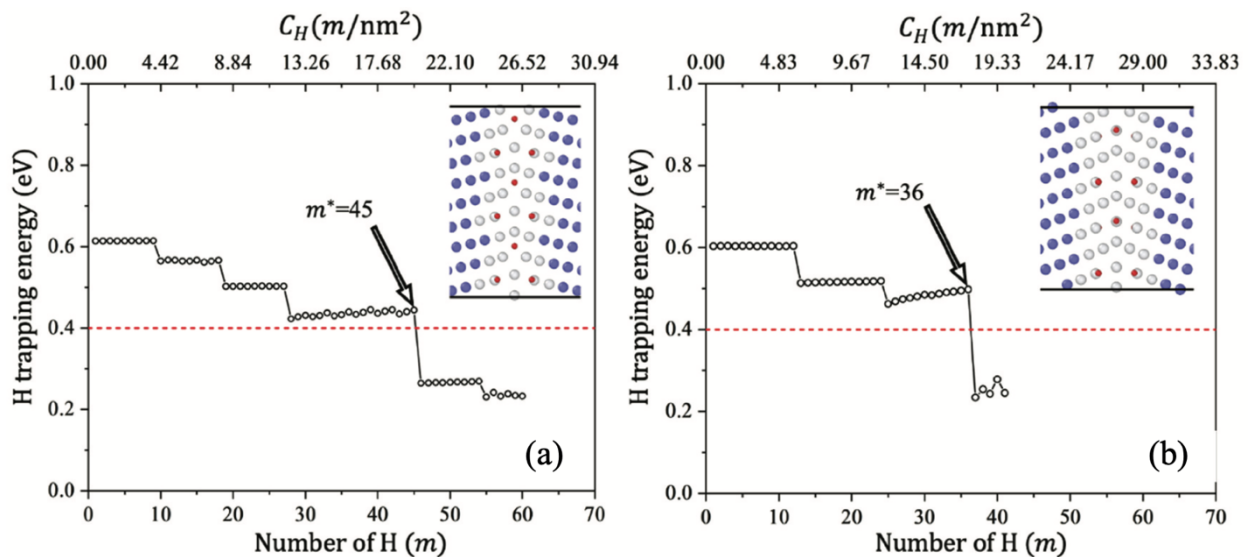 C_H (m/nm²)
0.00 4.42 8.84 13.26 17.68 22.10 26.52 30.94
1.0
0.8
0.6
0.4
0.2
0.0
H trapping energy (eV)
m*=45
(a)
0 10 20 30 40 50 60 70
Number of H (m)
C_H (m/nm²)
0.00 4.83 9.67 14.50 19.33 24.17 29.00 33.83
1.0
0.8
0.6
0.4
0.2
0.0
H trapping energy (eV)
m*=36
(b)
0 10 20 30 40 50 60 70
Number of H (m)